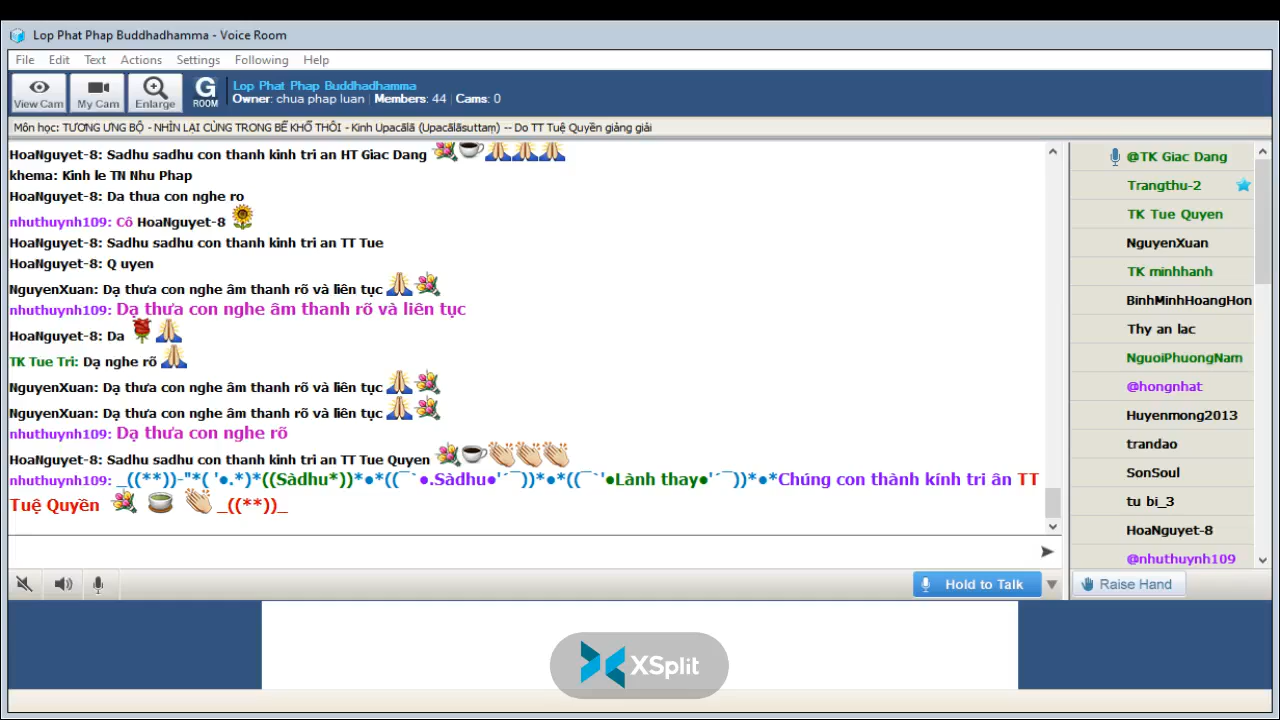 Lop Phat Phap Buddhadhamma - Voice Room
File Edit Text Actions Settings Following Help
View Cam My Cam Enlarge G ROOM
Lop Phat Phap Buddhadhamma
Owner: chua phap luan | Members: 44 | Cams: 0
Môn học: TƯƠNG ƯNG BỘ - NHÌN LẠI CÙNG TRONG BỂ KHỔ THÔI - Kinh Upacālā (Upacālāsuttaṃ) -- Do TT Tuệ Quyền giảng giải
HoaNguyet-8: Sadhu sadhu con thanh kinh tri an HT Giac Dang
khema: Kinh le TN Nhu Phap
HoaNguyet-8: Da thua con nghe ro
nhuthuynh109: Cô HoaNguyet-8
HoaNguyet-8: Sadhu sadhu con thanh kinh tri an TT Tue
HoaNguyet-8: Q uyen
NguyenXuan: Dạ thưa con nghe âm thanh rõ và liên tục
nhuthuynh109: Dạ thưa con nghe âm thanh rõ và liên tục
HoaNguyet-8: Da
TK Tue Tri: Dạ nghe rõ
NguyenXuan: Dạ thưa con nghe âm thanh rõ và liên tục
NguyenXuan: Dạ thưa con nghe âm thanh rõ và liên tục
nhuthuynh109: Dạ thưa con nghe rõ
HoaNguyet-8: Sadhu sadhu con thanh kinh tri an TT Tue Quyen
nhuthuynh109: _((**))-"*( '●.*)*((Sàdhu*))*●*((¯`●.Sàdhu●'´¯))*●*((¯`'●Lành thay●'´¯))*●*Chúng con thành kính tri ân TT
Tuệ Quyền _((**))_
@TK Giac Dang
Trangthu-2
TK Tue Quyen
NguyenXuan
TK minhhanh
BinhMinhHoangHon
Thy an lac
NguoiPhuongNam
@hongnhat
Huyenmong2013
trandao
SonSoul
tu bi_3
HoaNguyet-8
@nhuthuynh109
Hold to Talk
Raise Hand
XSplit